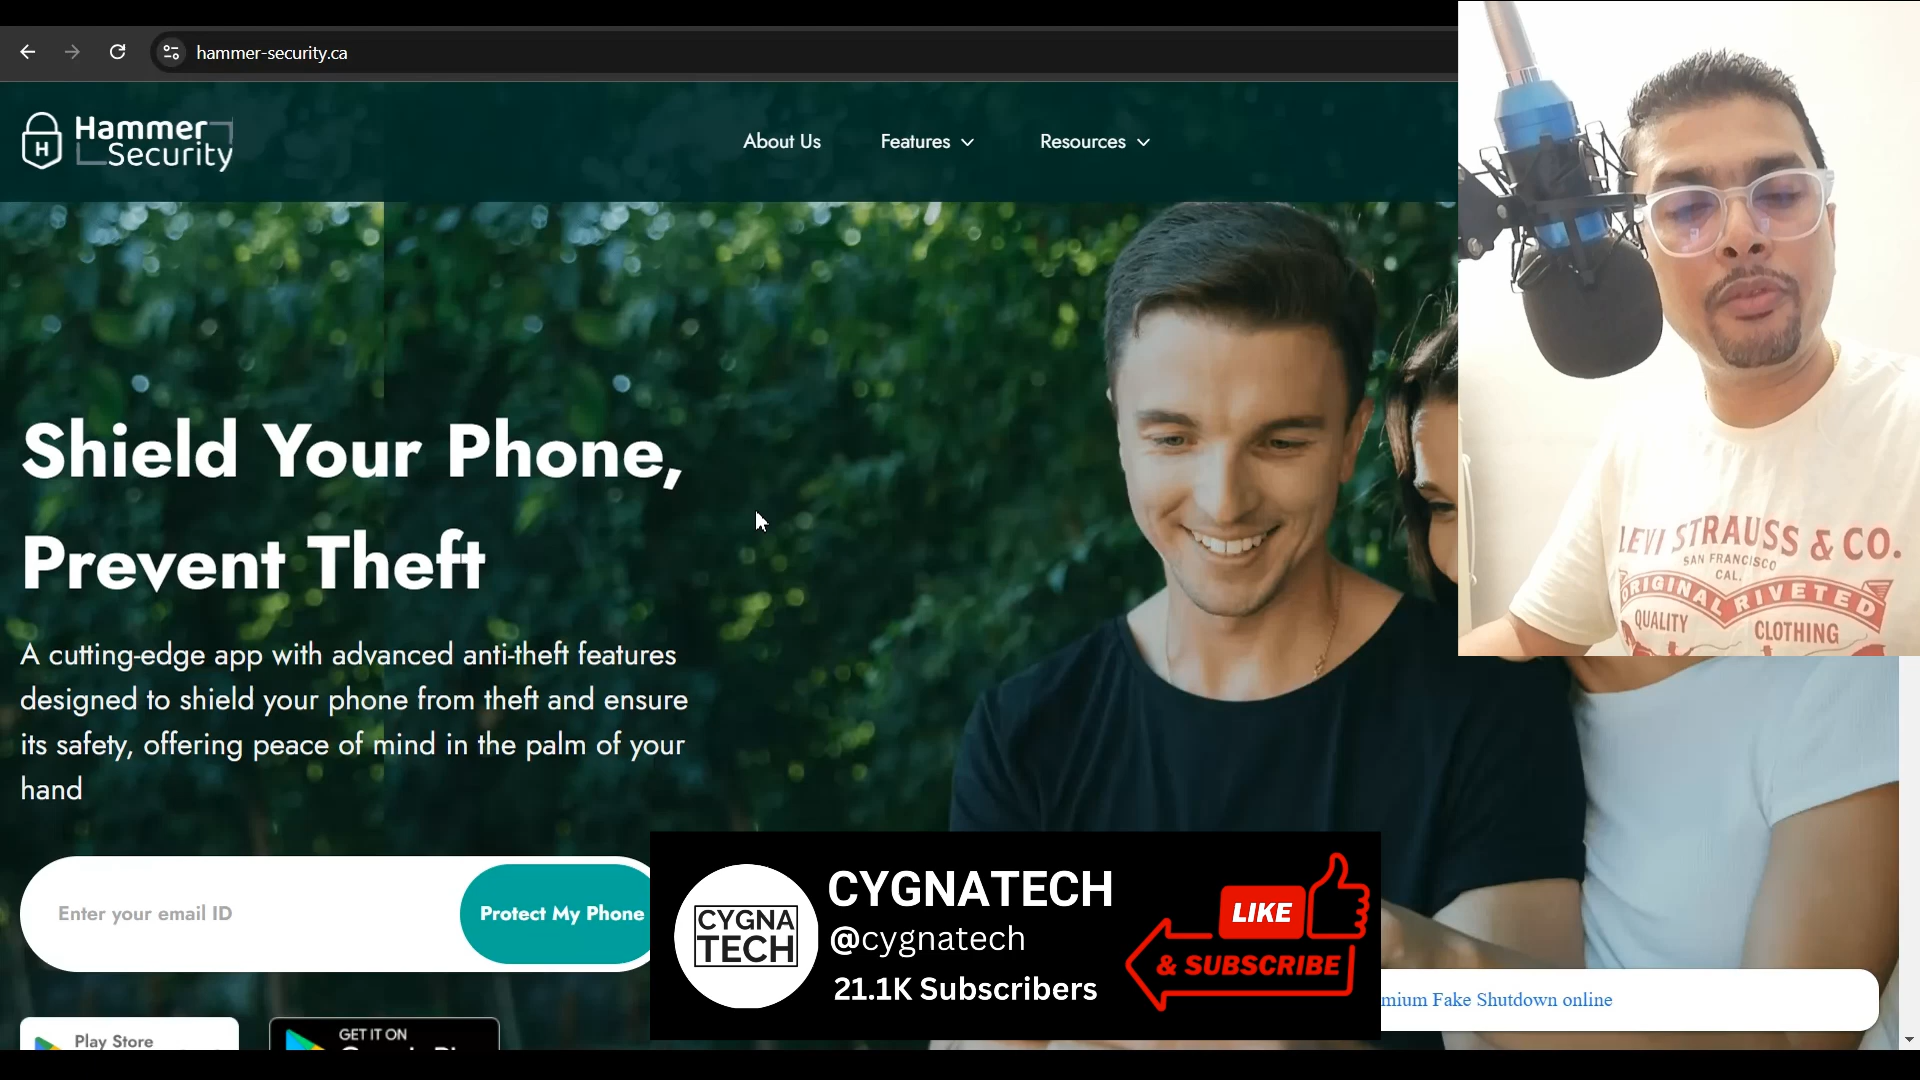 hammer-security.ca
Hammer
Security
H
About Us
Features
Resources
Shield Your Phone,
Prevent Theft
A cutting-edge app with advanced anti-theft features
designed to shield your phone from theft and ensure
its safety, offering peace of mind in the palm of your
hand
Enter your email ID
Protect My Phone
Play Store
GET IT ON
CYGNA
TECH
CYGNATECH
@cygnatech
21.1K Subscribers
LIKE
& SUBSCRIBE
Fake Shutdown online
LEVI STRAUSS & CO.
SAN FRANCISCO
CAL.
ORIGINAL RIVETED
QUALITY
CLOTHING